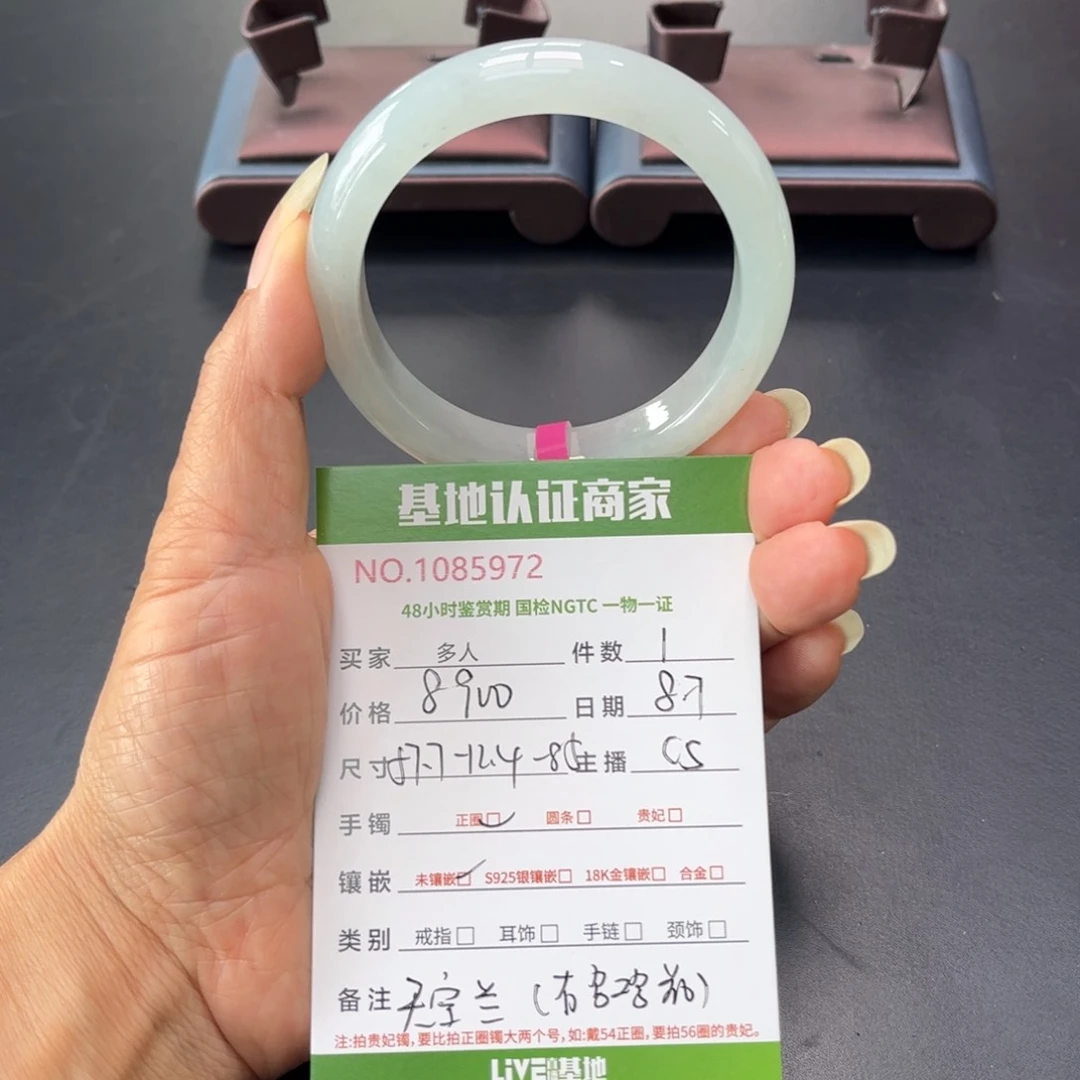 基地认证商家
NO.1085972
48小时鉴赏期 国检NGTC 一物一证
买家 多人 件数 1
价格 8900 日期 8.7
尺寸 57.7-12.4-8 主播 CS
手镯 正圈☑ 圆条□ 贵妃□
镶嵌 未镶嵌☑ S925银镶嵌□ 18K金镶嵌□ 合金□
类别 戒指□ 耳饰□ 手链□ 颈饰□
备注
注:拍贵妃镯,要比拍正圈镯大两个号,如:戴54正圈,要拍56圈的贵妃。
LiVE 基地